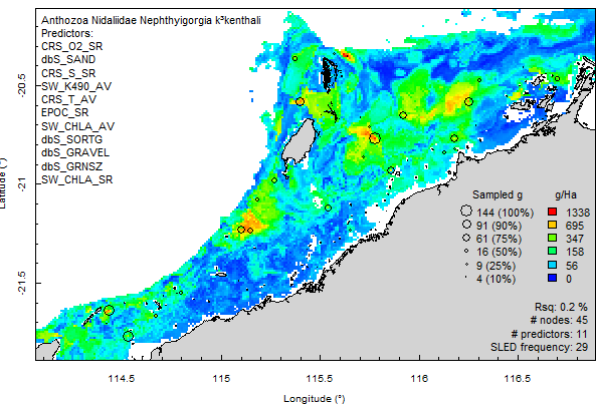 Anthozoa Nidaliidae Nephthyigorgia k³kenthali
Predictors:
CRS_O2_SR
dbS_SAND
CRS_S_SR
SW_K490_AV
CRS_T_AV
EPOC_SR
SW_CHLA_AV
dbS_SORTG
dbS_GRAVEL
dbS_GRNSZ
SW_CHLA_SR
-20.5
-21
-21.5
Latitude (°)
Sampled g g/Ha
144 (100%) 1338
91 (90%) 695
61 (75%) 347
16 (50%) 158
9 (25%) 56
4 (10%) 0
Rsq: 0.2 %
# nodes: 45
# predictors: 11
SLED frequency: 29
114.5 115 115.5 116 116.5
Longitude (°)